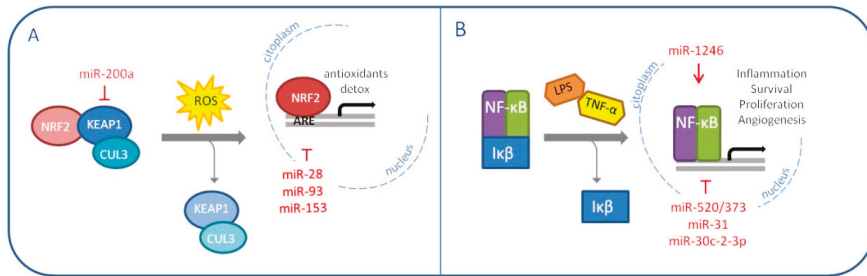 A
miR-200a
NRF2
KEAP1
CUL3
ROS
KEAP1
CUL3
citoplasm
antioxidants
detox
NRF2
ARE
nucleus
miR-28
miR-93
miR-153
B
NF-κB
Iκβ
LPS
TNF-α
Iκβ
citoplasm
miR-1246
Inflammation
Survival
Proliferation
Angiogenesis
NF-κB
nucleus
miR-520/373
miR-31
miR-30c-2-3p